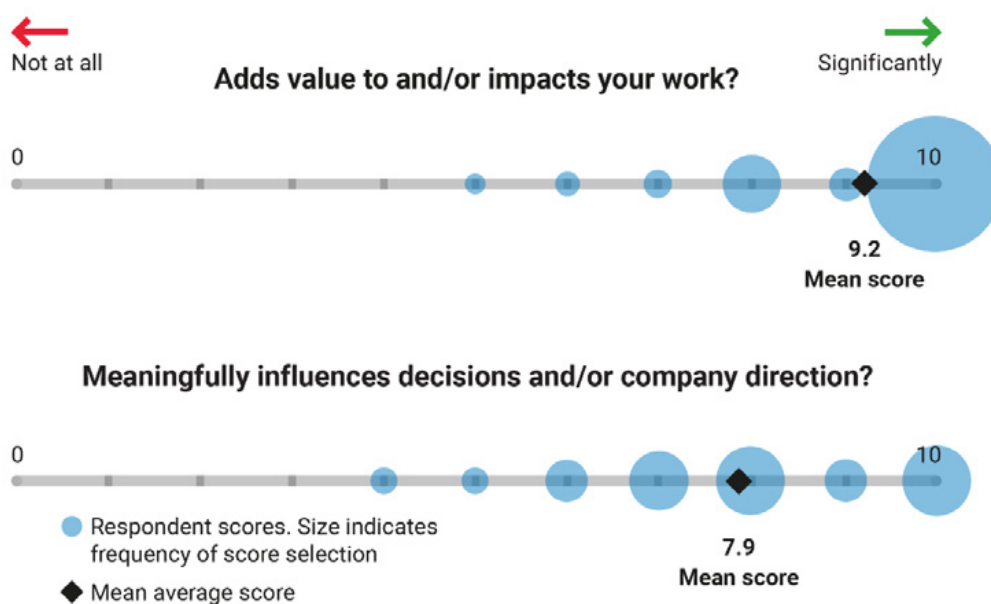 Not at all
Significantly
Adds value to and/or impacts your work?
0
10
9.2
Mean score
Meaningfully influences decisions and/or company direction?
0
10
7.9
Mean score
Respondent scores. Size indicates
frequency of score selection
Mean average score